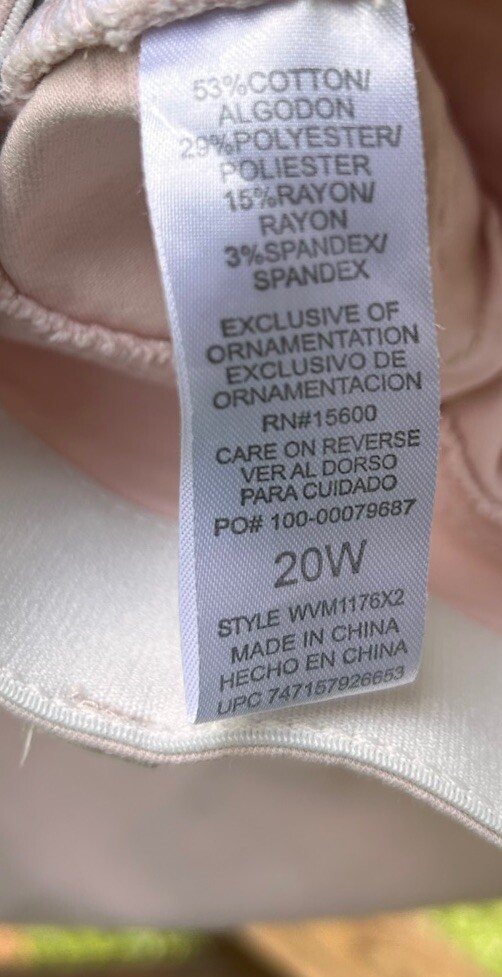 53%COTTON/
ALGODON
29%POLYESTER/
POLIESTER
15%RAYON/
RAYON
3%SPANDEX/
SPANDEX
EXCLUSIVE OF
ORNAMENTATION
EXCLUSIVO DE
ORNAMENTACION
RN#15600
CARE ON REVERSE
VER AL DORSO
PARA CUIDADO
PO# 100-00079687
20W
STYLE WVM1176X2
MADE IN CHINA
HECHO EN CHINA
UPC 747157926653